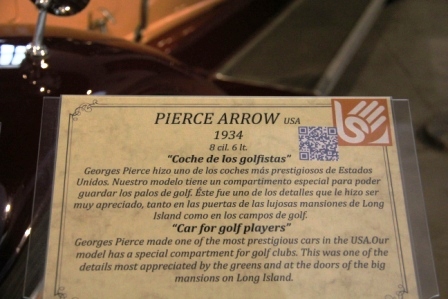 PIERCE ARROW USA
1934
8 cil. 6 lt.
"Coche de los golfistas"
Georges Pierce hizo uno de los coches más prestigiosos de Estados
Unidos. Nuestro modelo tiene un compartimento especial para poder
guardar los palos de golf. Éste fue uno de los detalles que le hizo ser
muy apreciado, tanto en las puertas de las lujosas mansiones de Long
Island como en los campos de golf.
"Car for golf players"
Georges Pierce made one of the most prestigious cars in the USA.Our
model has a special compartment for golf clubs. This was one of the
details most appreciated by the greens and at the doors of the big
mansions on Long Island.